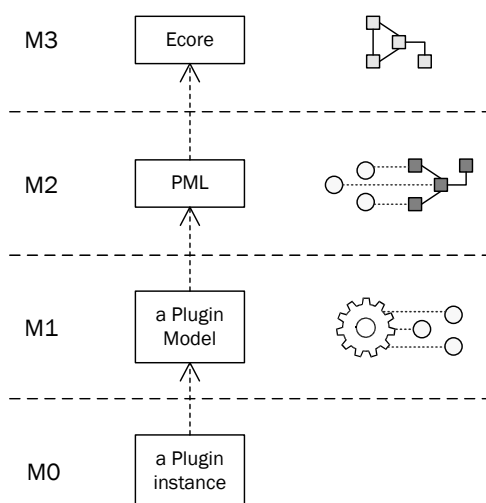 M3
Ecore
M2
PML
M1
a Plugin
Model
M0
a Plugin
instance